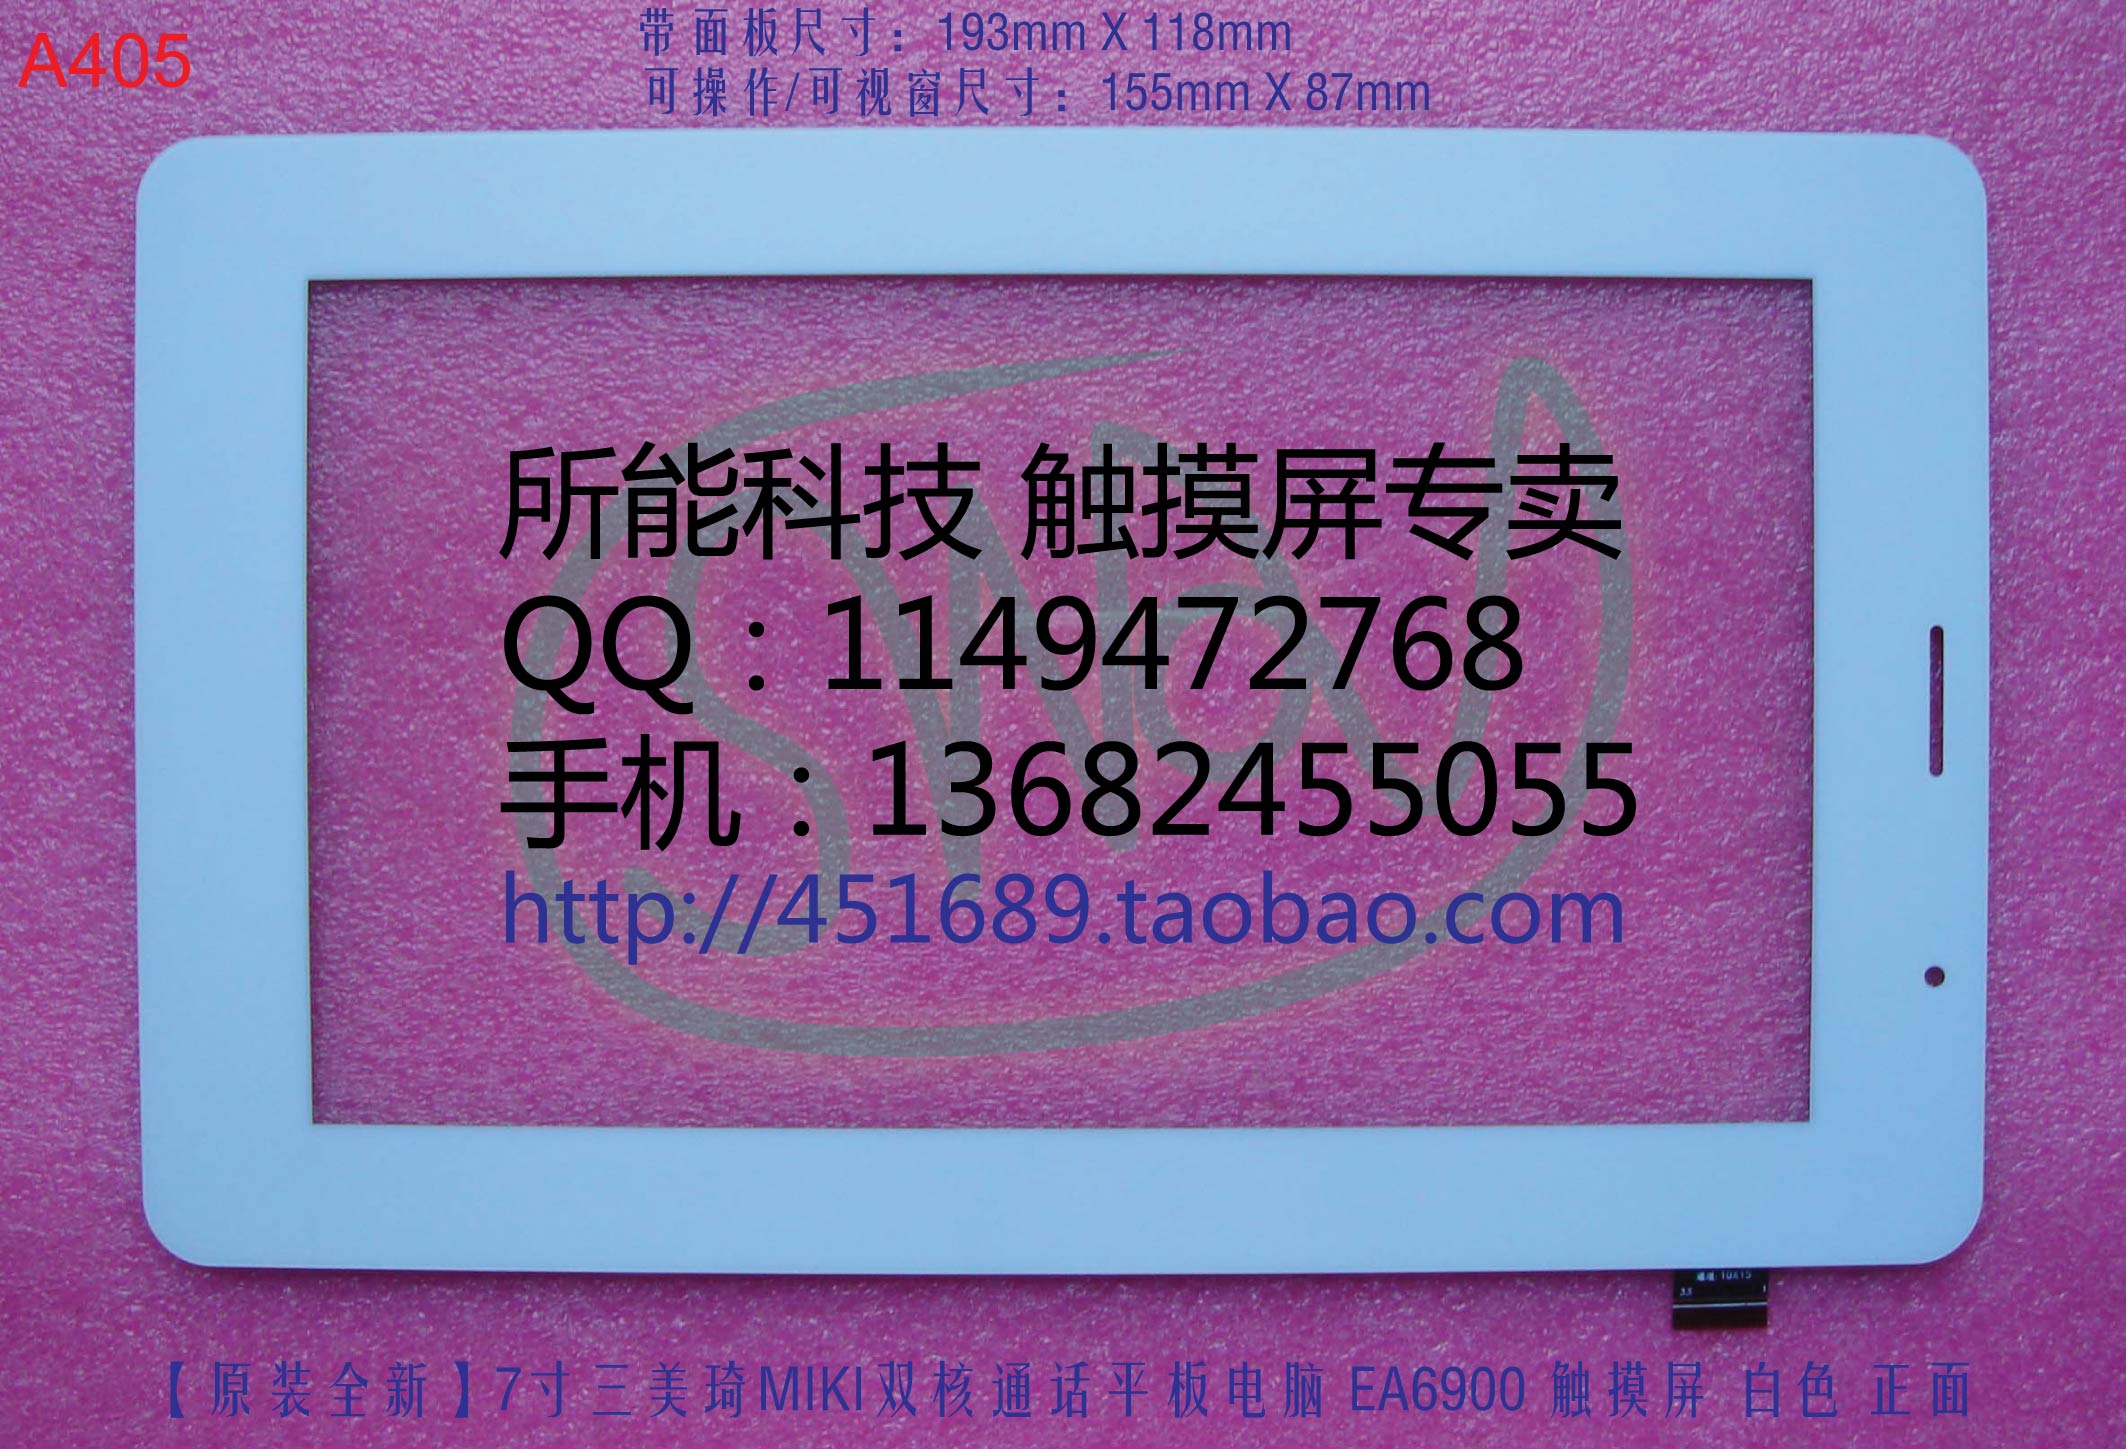 A405
带面板尺寸：193mm X 118mm
可操作/可视窗尺寸：155mm X 87mm
所能科技 触摸屏专卖
QQ：1149472768
手机：13682455055
http://451689.taobao.com
10X15
33 1
【原装全新】7寸三美琦MIKI双核通话平板电脑 EA6900 触摸屏 白色 正面